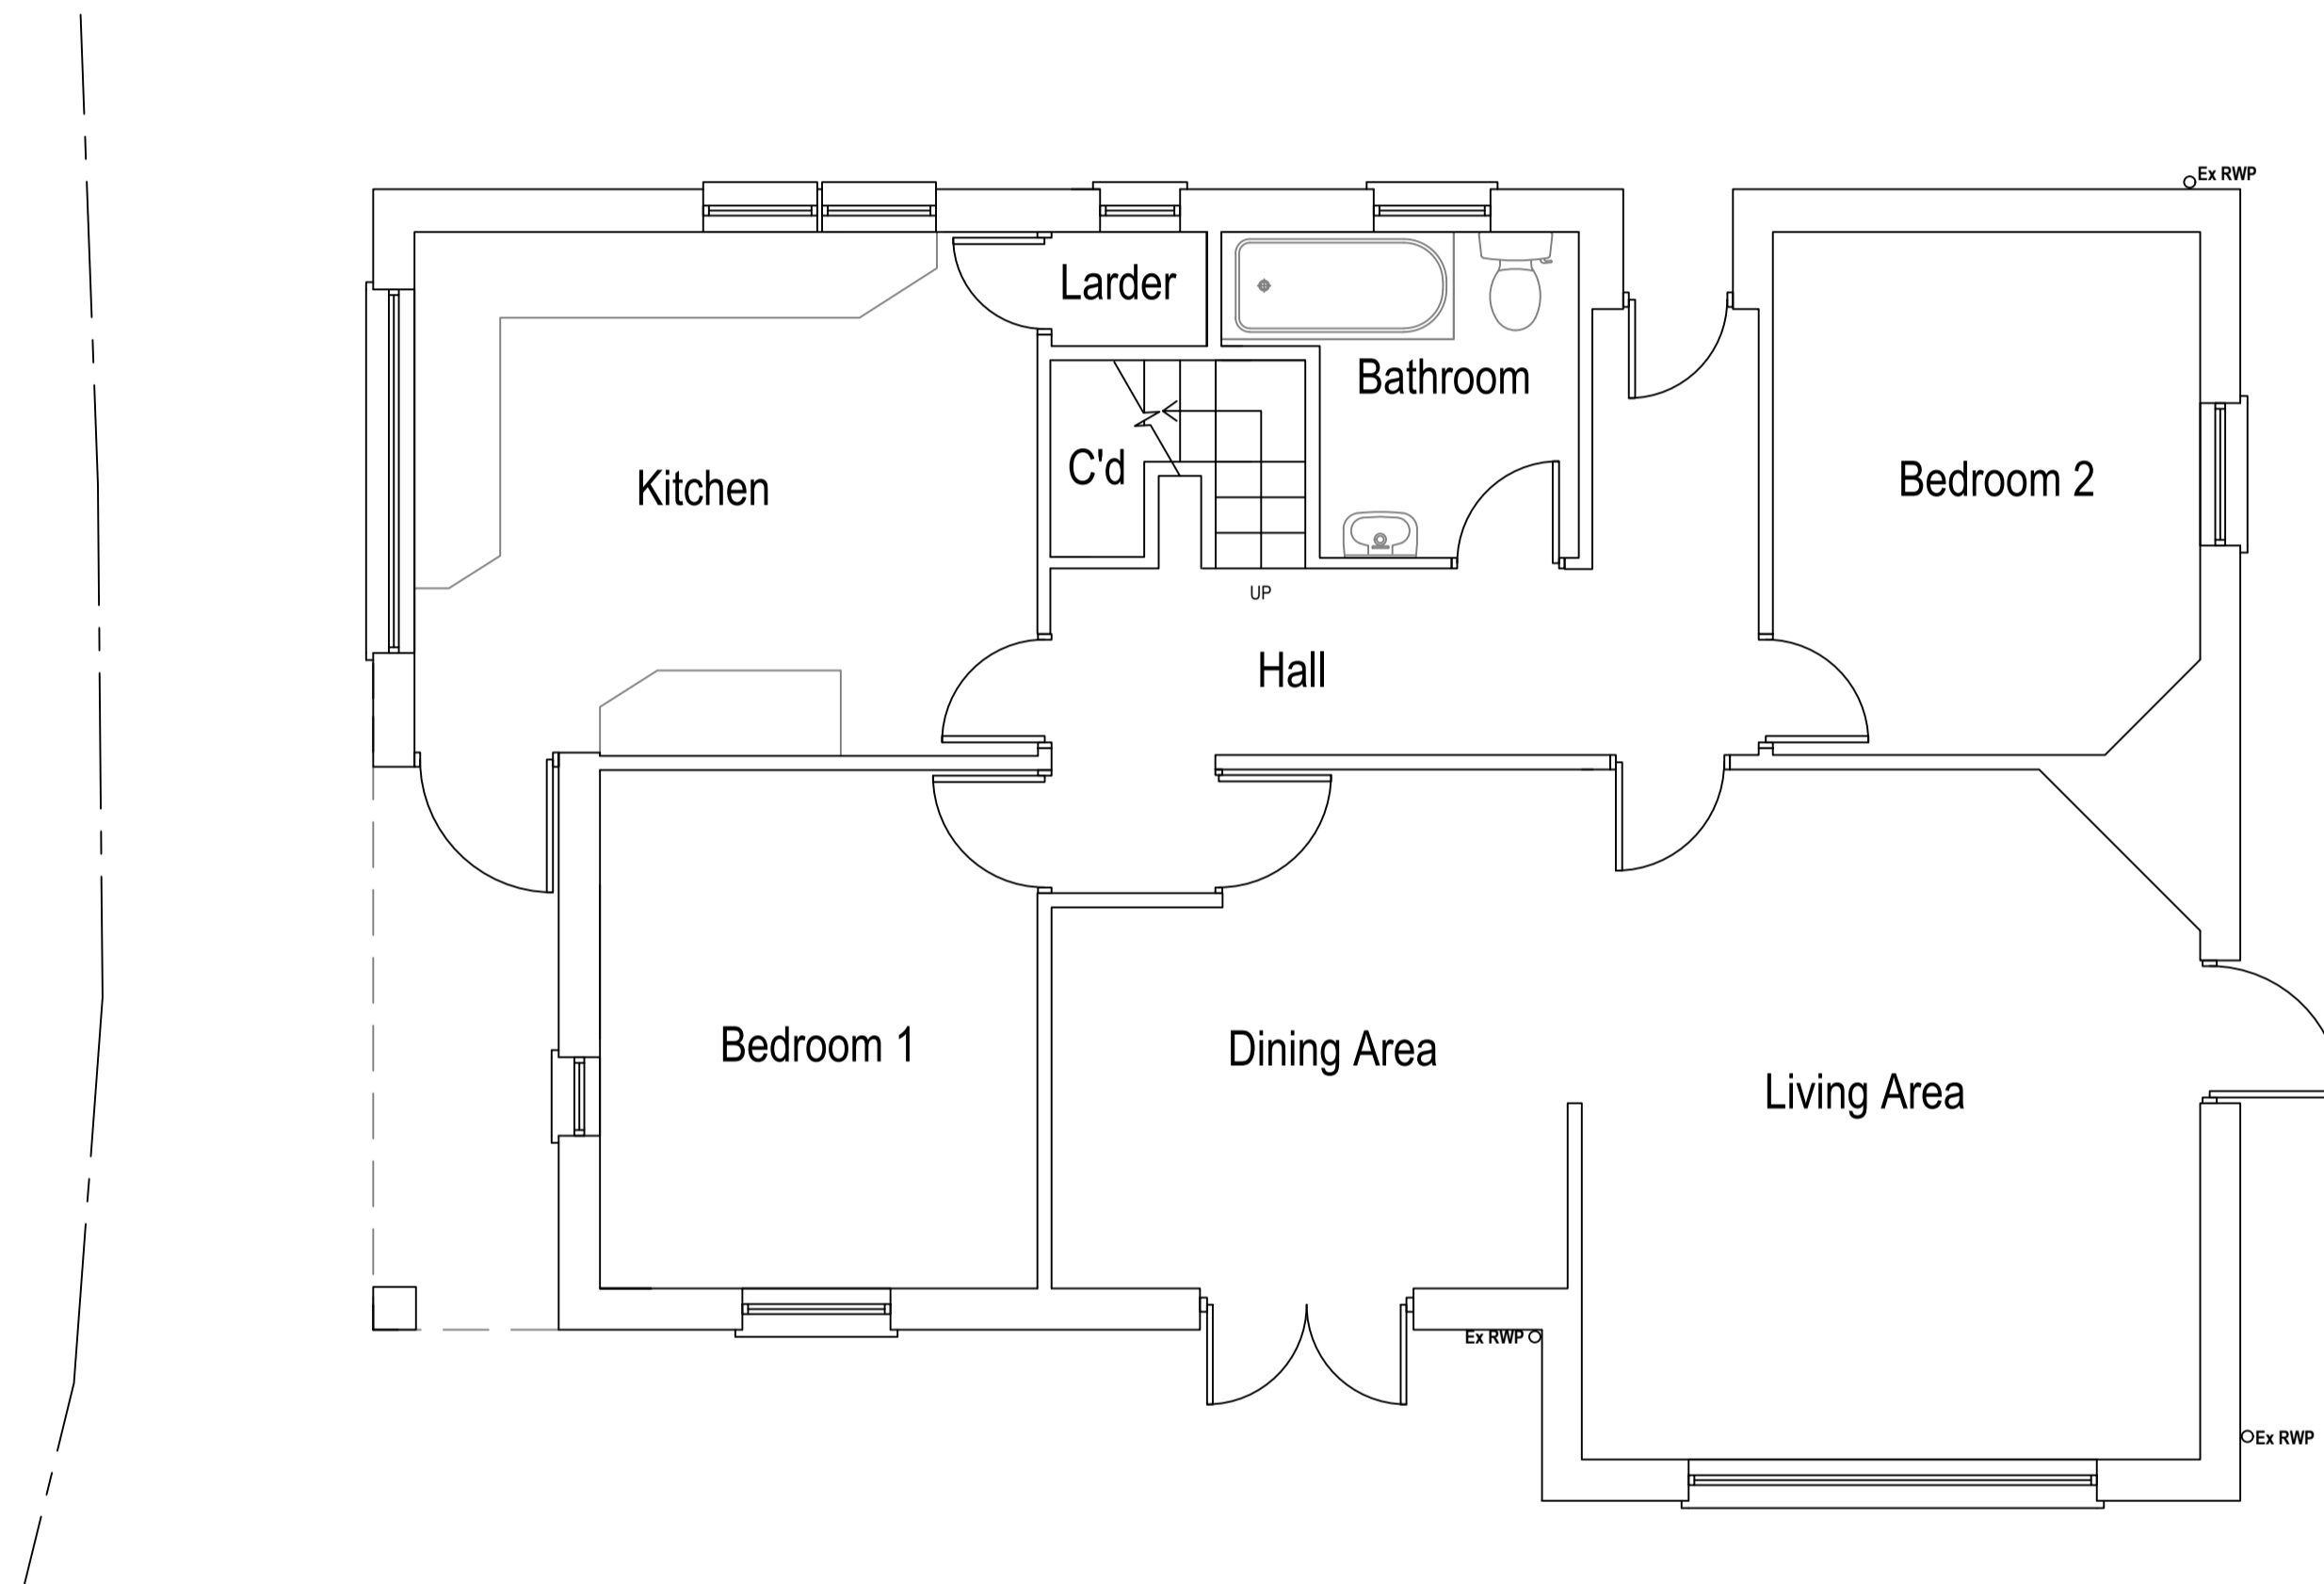 Ex RWP
Larder
Bathroom
C'd
Kitchen
Bedroom 2
UP
Hall
Bedroom 1
Dining Area
Living Area
Ex RWP
Ex RWP